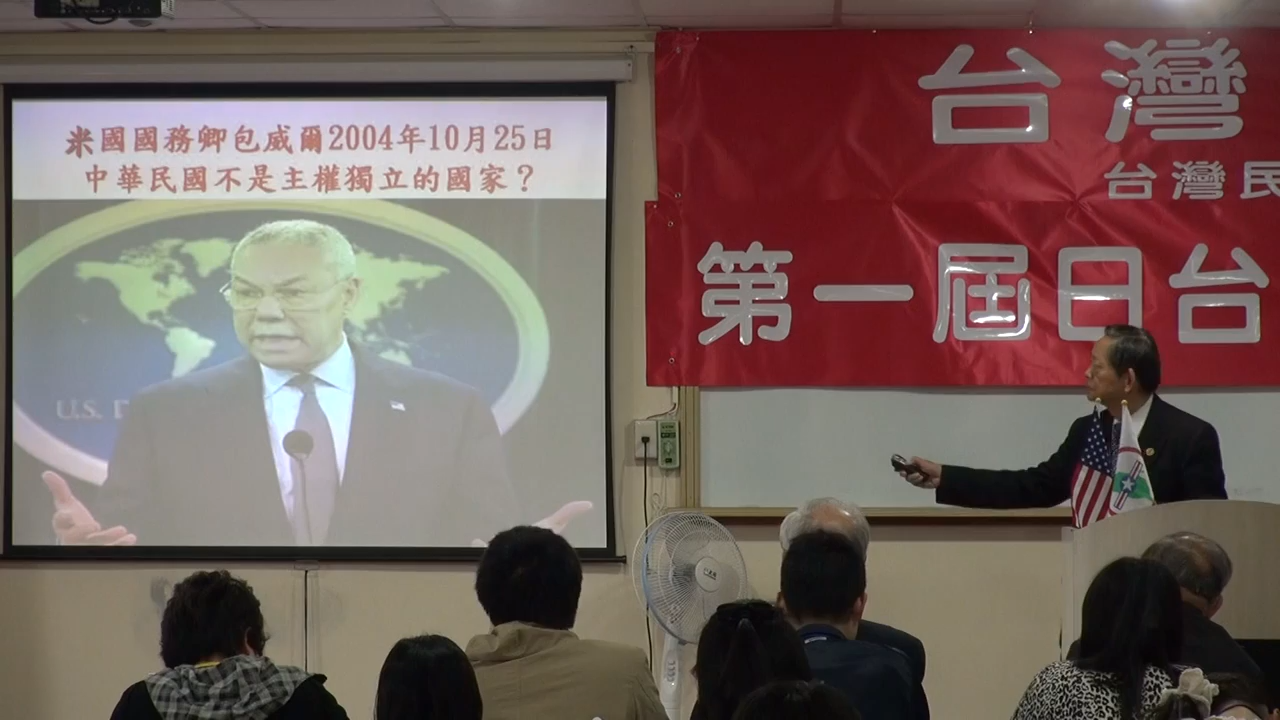 米國國務卿包威爾2004年10月25日
中華民國不是主權獨立的國家？
U.S. D
台灣
台灣民
第一屆日台